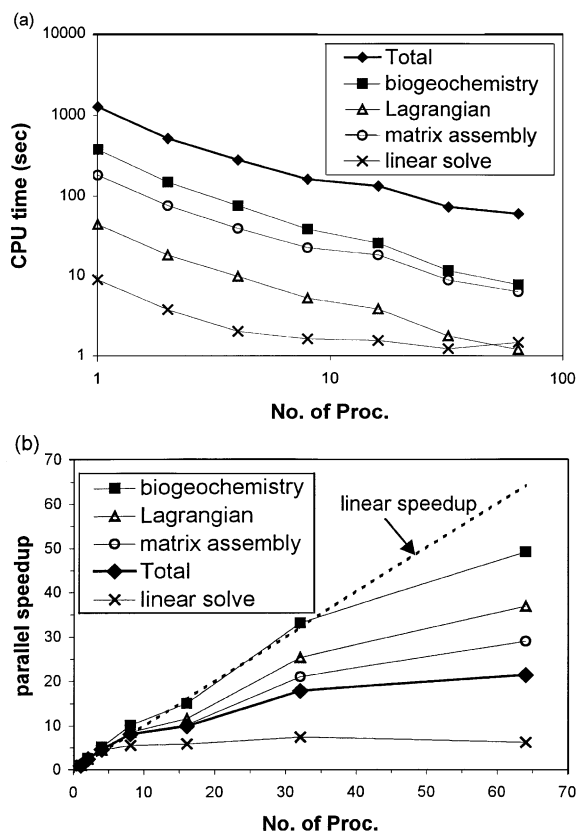 (a)
10000
1000
100
10
1
CPU time (sec)
Total
biogeochemistry
Lagrangian
matrix assembly
linear solve
1 10 100
No. of Proc.
(b)
70
60
50
40
30
20
10
0
parallel speedup
biogeochemistry
Lagrangian
matrix assembly
Total
linear solve
linear speedup
0 10 20 30 40 50 60 70
No. of Proc.